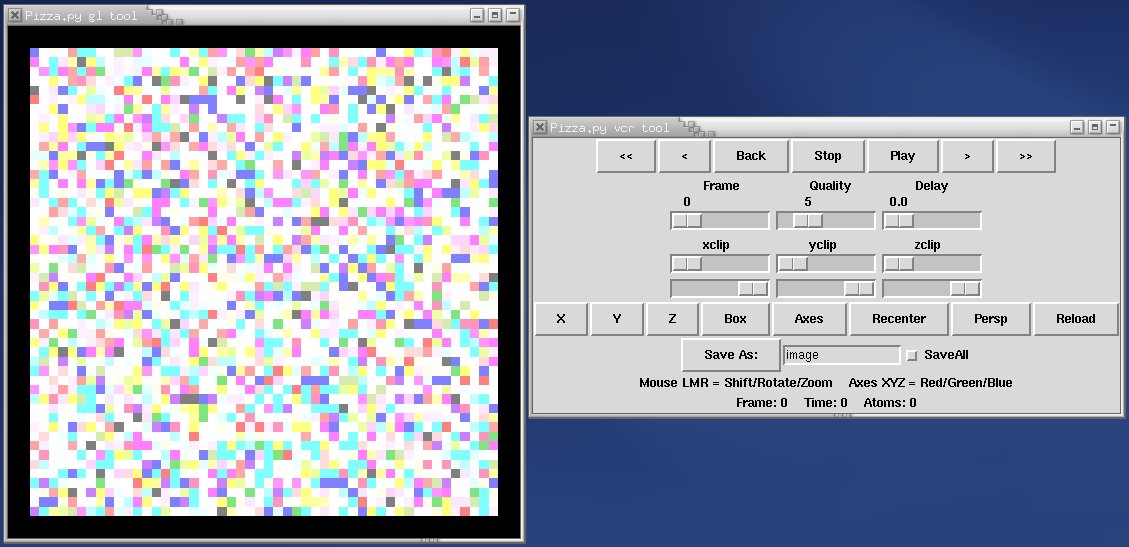 Pizza.py gl tool
Pizza.py vcr tool
<< < Back Stop Play > >>
Frame Quality Delay
0 5 0.0
xclip yclip zclip
X Y Z Box Axes Recenter Persp Reload
Save As: image SaveAll
Mouse LMR = Shift/Rotate/Zoom Axes XYZ = Red/Green/Blue
Frame: 0 Time: 0 Atoms: 0